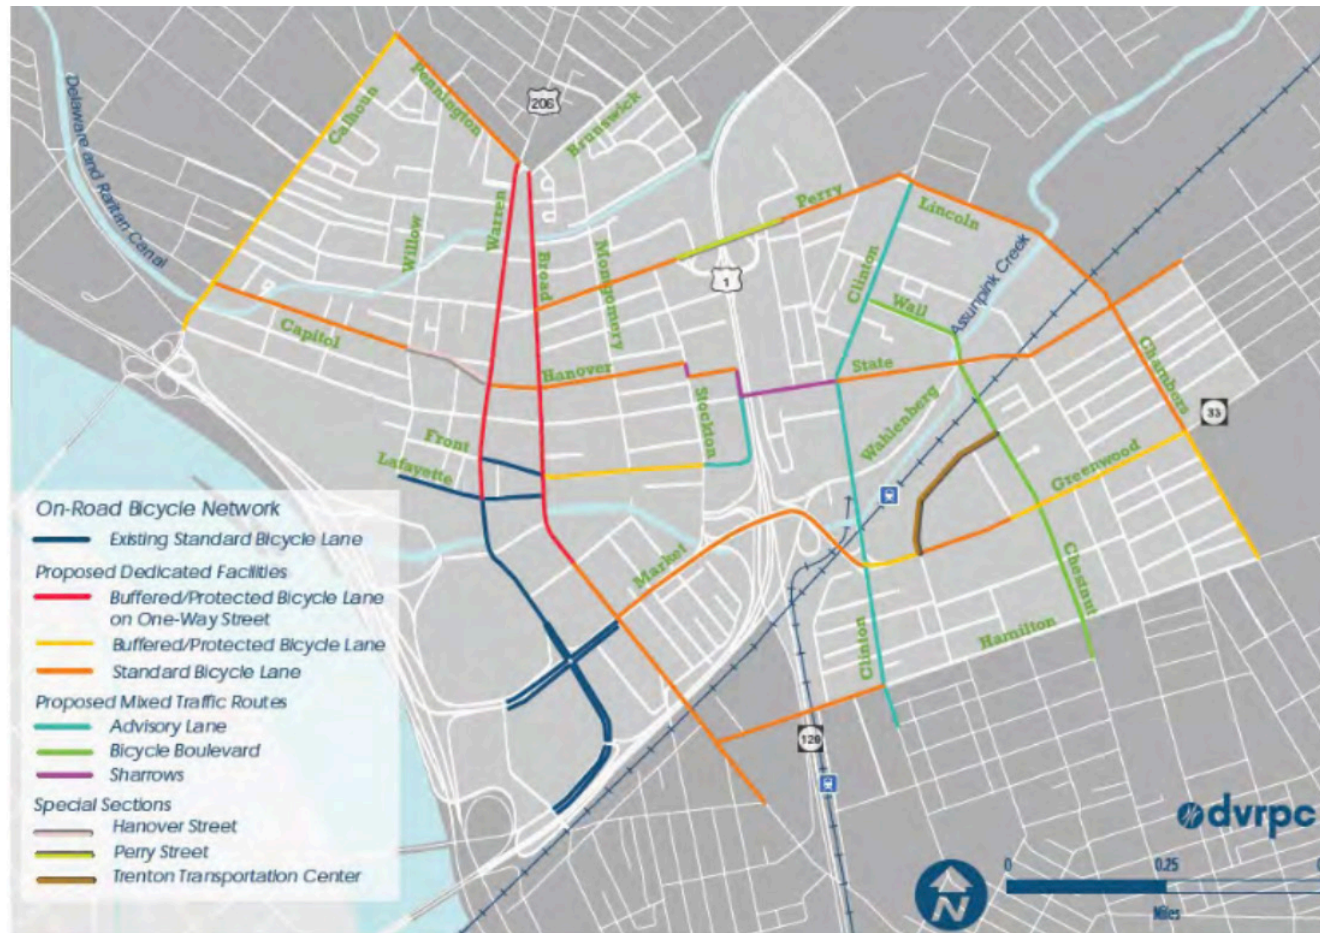 Delaware and Raritan Canal
Calhoun
Pennington
206
Brunswick
Willow
Warren
Broad
Montgomery
Perry
1
Lincoln
Clinton
Wall
Assunpink Creek
Capitol
Hanover
State
Stockton
Wahlenberg
Chambers
33
Front
Lafayette
Greenwood
Market
Chestnut
Hamilton
Clinton
129
On-Road Bicycle Network
Existing Standard Bicycle Lane
Proposed Dedicated Facilities
Buffered/Protected Bicycle Lane
on One-Way Street
Buffered/Protected Bicycle Lane
Standard Bicycle Lane
Proposed Mixed Traffic Routes
Advisory Lane
Bicycle Boulevard
Sharrows
Special Sections
Hanover Street
Perry Street
Trenton Transportation Center
dvrpc
N
0 0.25
Miles